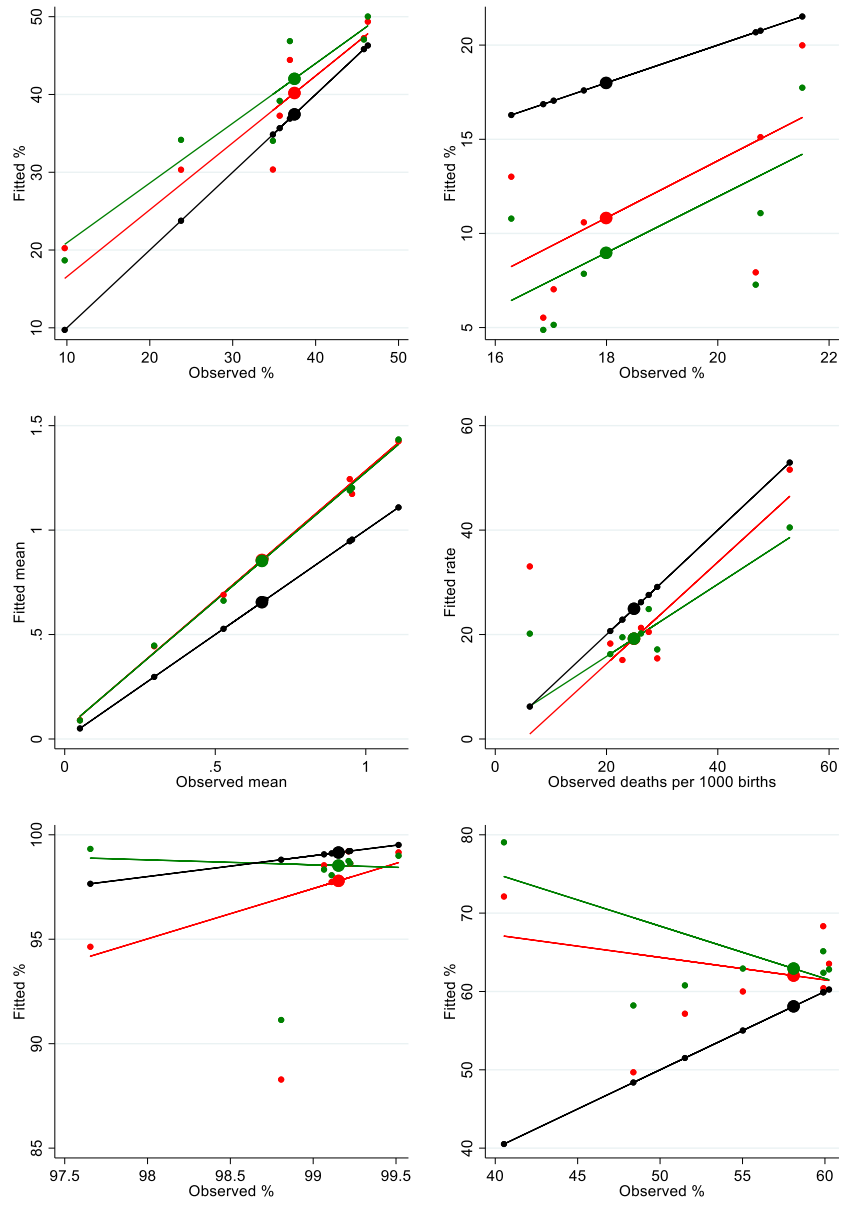 50
40
30
20
10
Fitted %
10 20 30 40 50
Observed %
20
15
10
5
Fitted %
16 18 20 22
Observed %
1.5
1
.5
0
Fitted mean
0 .5 1
Observed mean
60
40
20
0
Fitted rate
0 20 40 60
Observed deaths per 1000 births
100
95
90
85
Fitted %
97.5 98 98.5 99 99.5
Observed %
80
70
60
50
40
Fitted %
40 45 50 55 60
Observed %